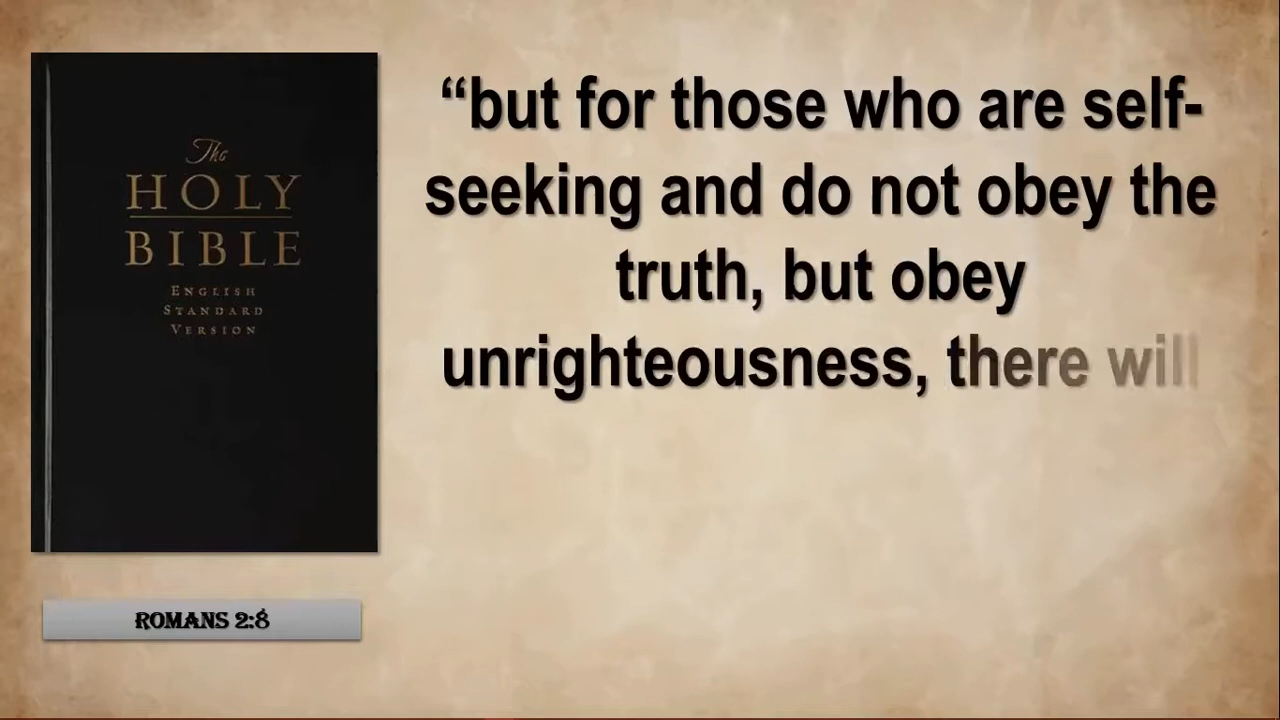 The
HOLY
BIBLE
ENGLISH
STANDARD
VERSION
ROMANS 2:8
“but for those who are self-
seeking and do not obey the
truth, but obey
unrighteousness, there will